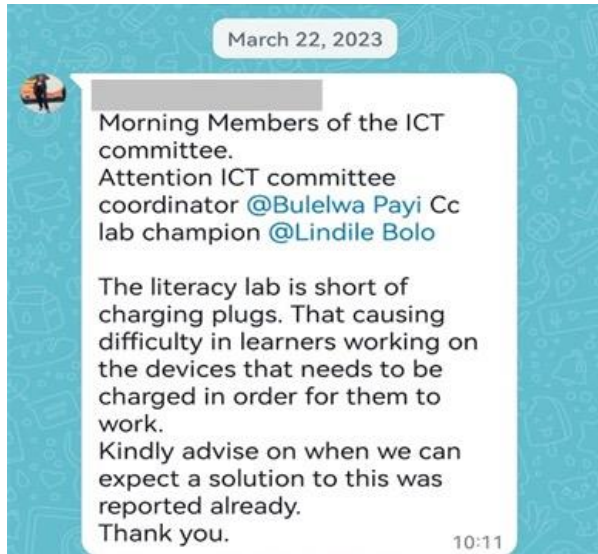 March 22, 2023
Morning Members of the ICT
committee.
Attention ICT committee
coordinator @Bulelwa Payi Cc
lab champion @Lindile Bolo
The literacy lab is short of
charging plugs. That causing
difficulty in learners working on
the devices that needs to be
charged in order for them to
work.
Kindly advise on when we can
expect a solution to this was
reported already.
Thank you.
10:11